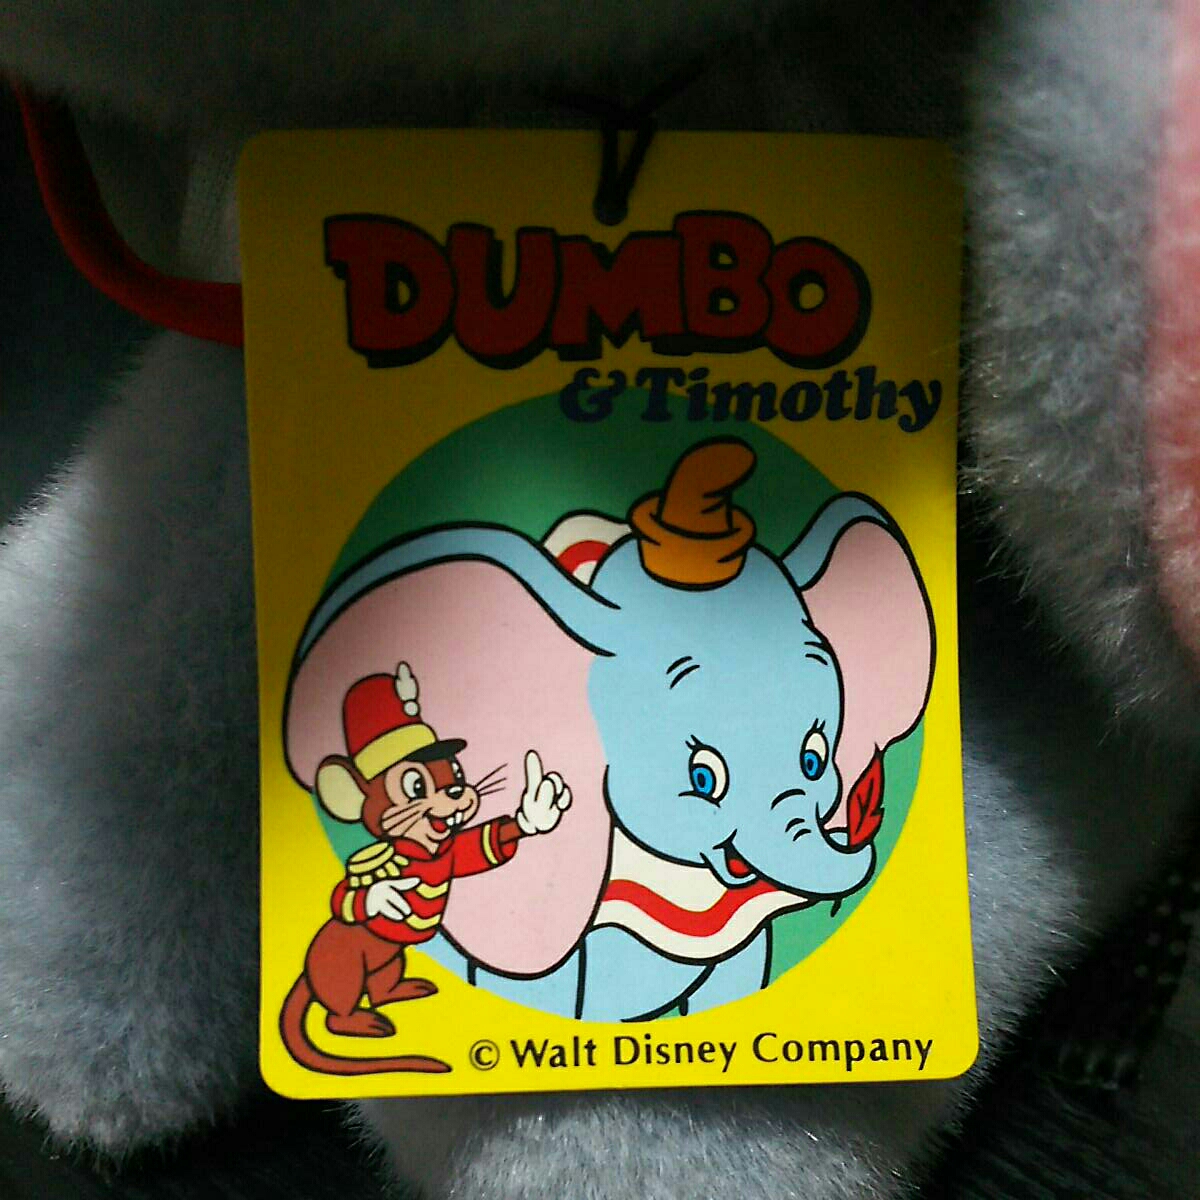 DUMBO
& Timothy
© Walt Disney Company